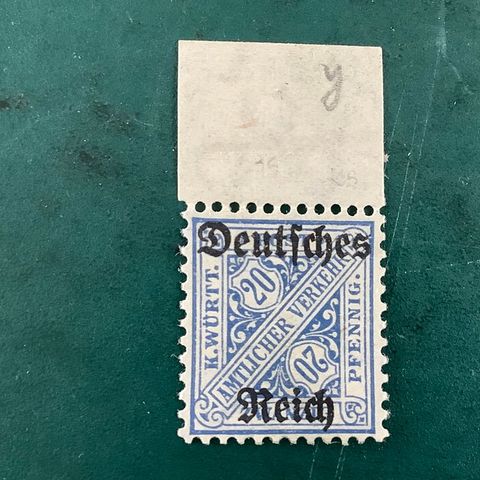 y
Deutsches
K. WÜRTT.
20
AMTLICHER VERKEHR
20
PFENNIG.
Reich